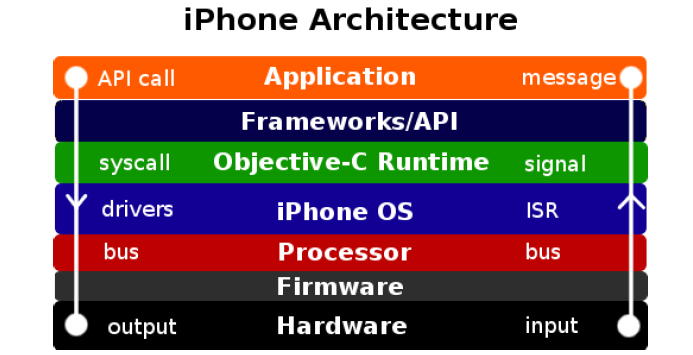 iPhone Architecture
API call Application message
Frameworks/API
syscall Objective-C Runtime signal
drivers iPhone OS ISR
bus Processor bus
Firmware
output Hardware input